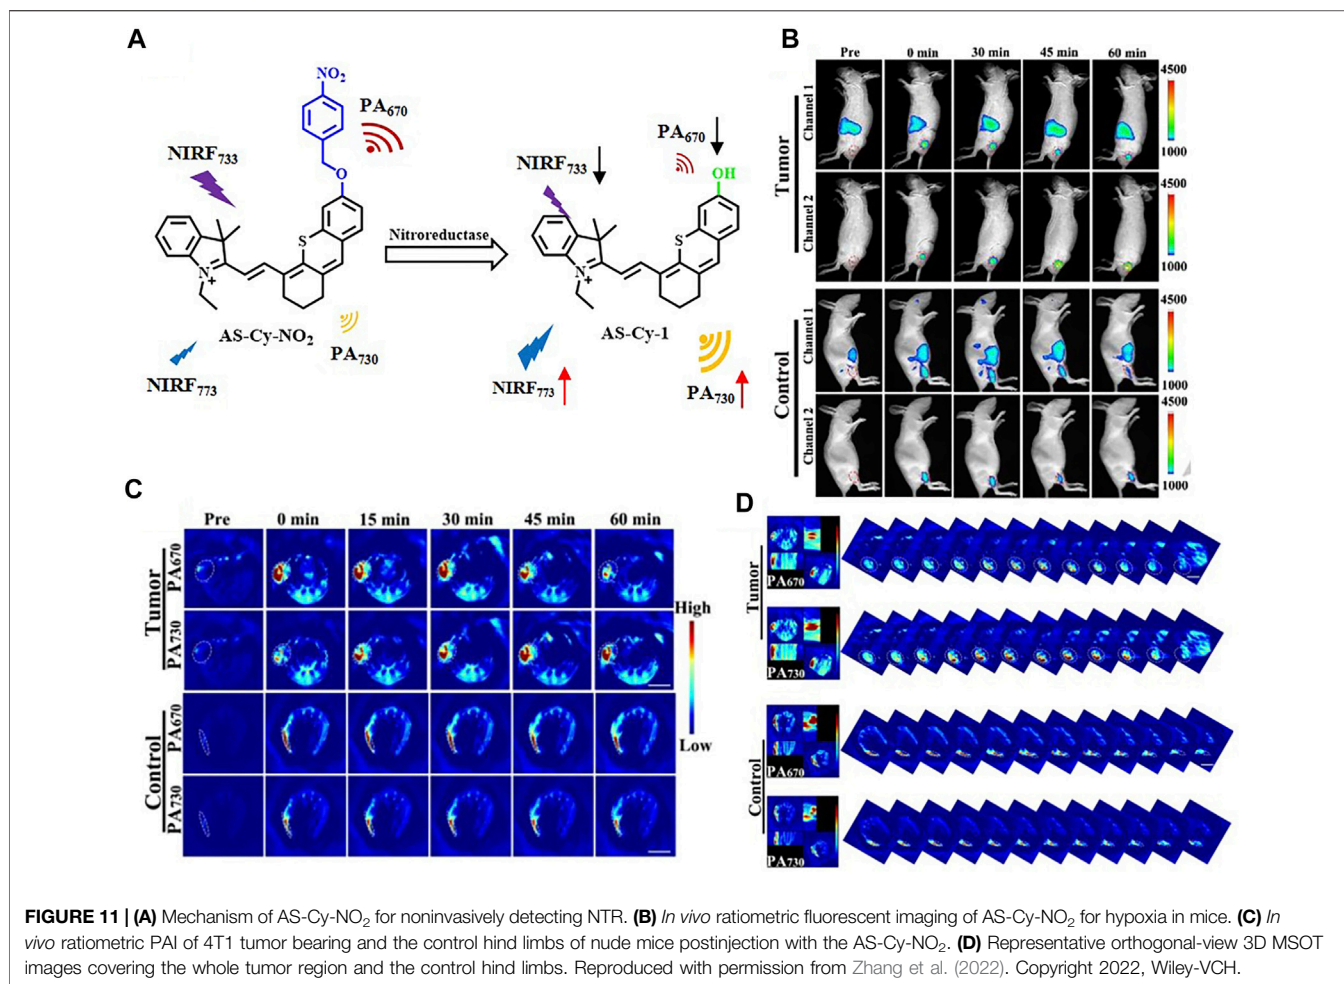 A
NO₂
PA₆₇₀
NIRF₇₃₃
O
S
N
+
AS-Cy-NO₂
PA₇₃₀
NIRF₇₇₃
Nitroreductase
PA₆₇₀
NIRF₇₃₃
OH
S
N
+
AS-Cy-1
NIRF₇₇₃
PA₇₃₀
B
Pre 0 min 30 min 45 min 60 min
Tumor
Channel 1
4500
1000
Channel 2
4500
1000
Control
Channel 1
4500
1000
Channel 2
4500
1000
C
Pre 0 min 15 min 30 min 45 min 60 min
Tumor
PA670
PA730
Control
PA670
PA730
High
Low
D
Tumor
PA670
PA730
Control
PA670
PA730
FIGURE 11 | (A) Mechanism of AS-Cy-NO₂ for noninvasively detecting NTR. (B) In vivo ratiometric fluorescent imaging of AS-Cy-NO₂ for hypoxia in mice. (C) In
vivo ratiometric PAI of 4T1 tumor bearing and the control hind limbs of nude mice postinjection with the AS-Cy-NO₂. (D) Representative orthogonal-view 3D MSOT
images covering the whole tumor region and the control hind limbs. Reproduced with permission from Zhang et al. (2022). Copyright 2022, Wiley-VCH.